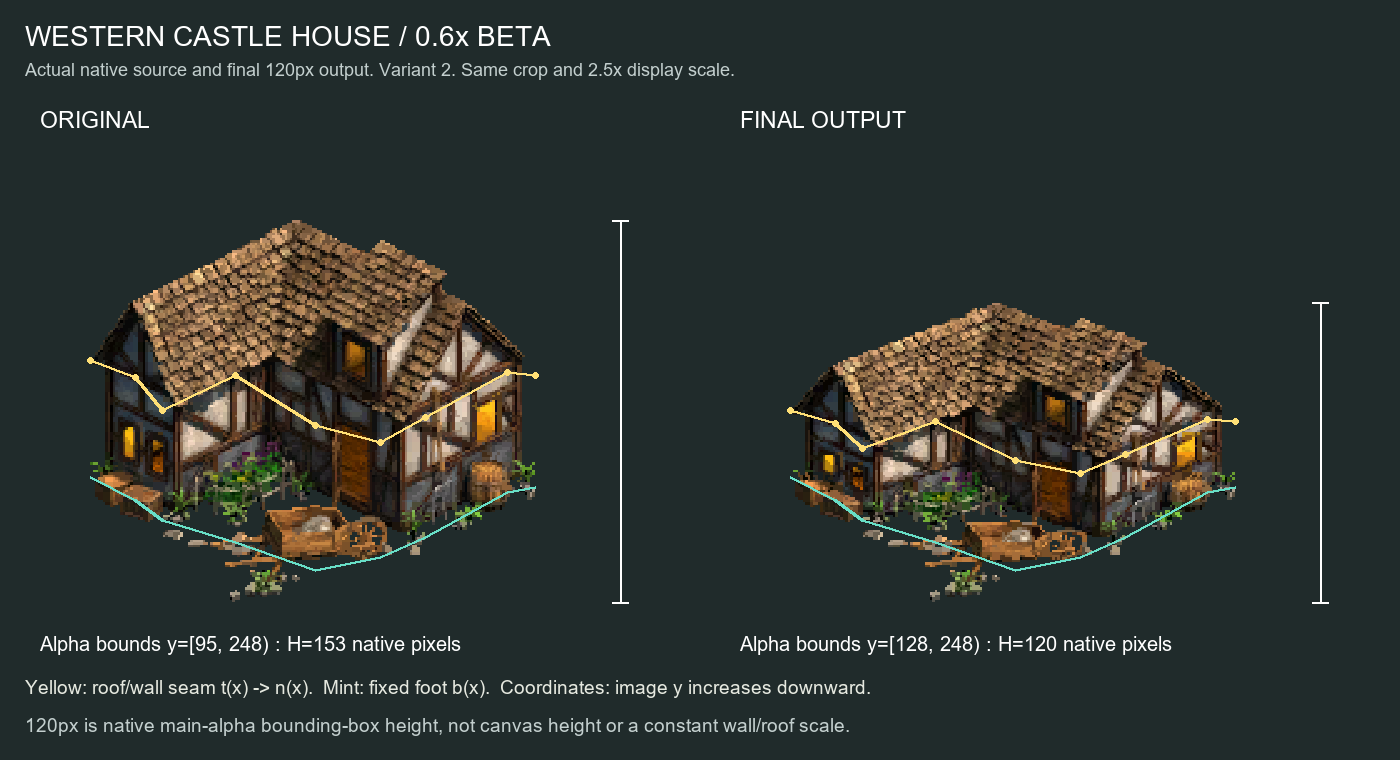 WESTERN CASTLE HOUSE / 0.6x BETA
Actual native source and final 120px output. Variant 2. Same crop and 2.5x display scale.
ORIGINAL
FINAL OUTPUT
Alpha bounds y=[95, 248) : H=153 native pixels
Alpha bounds y=[128, 248) : H=120 native pixels
Yellow: roof/wall seam t(x) -> n(x).  Mint: fixed foot b(x).  Coordinates: image y increases downward.
120px is native main-alpha bounding-box height, not canvas height or a constant wall/roof scale.